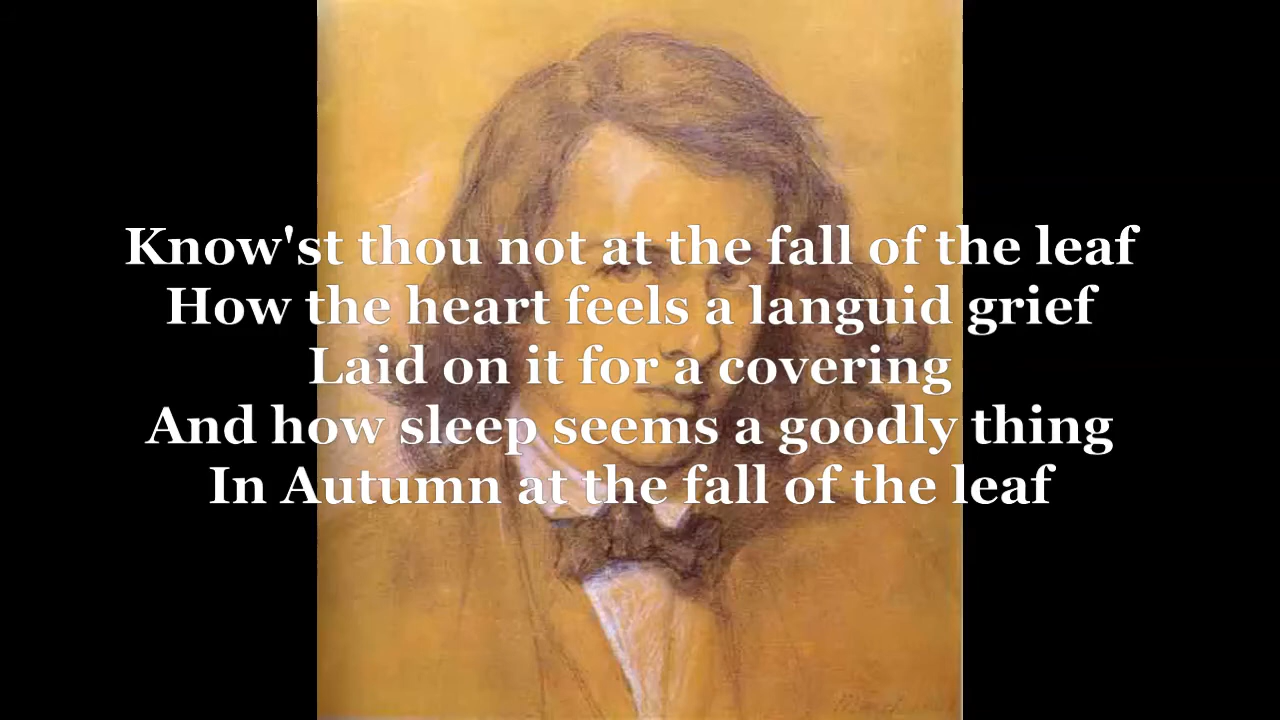 Know'st thou not at the fall of the leaf
How the heart feels a languid grief
Laid on it for a covering
And how sleep seems a goodly thing
In Autumn at the fall of the leaf